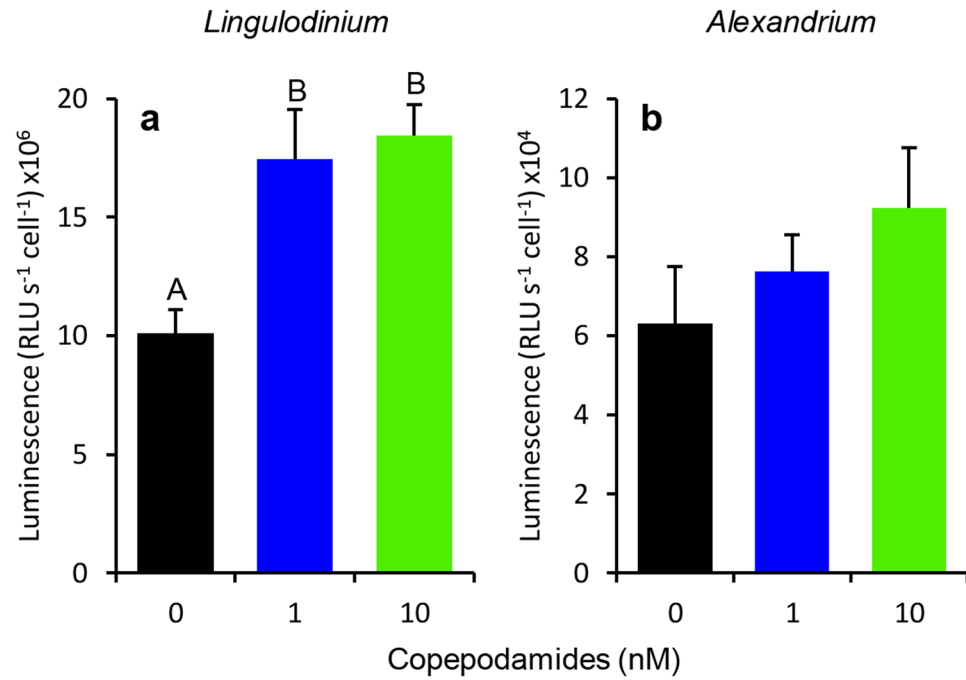 Lingulodinium
Alexandrium
a
Luminescence (RLU s⁻¹ cell⁻¹) x10⁶
20
15
10
5
0
A
B
B
0
1
10
b
Luminescence (RLU s⁻¹ cell⁻¹) x10⁴
12
10
8
6
4
2
0
0
1
10
Copepodamides (nM)